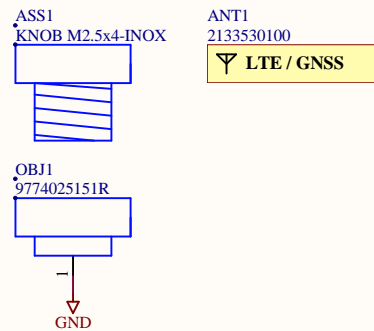 ASS1
KNOB M2.5x4-INOX
ANT1
2133530100
LTE / GNSS
OBJ1
9774025151R
1
GND